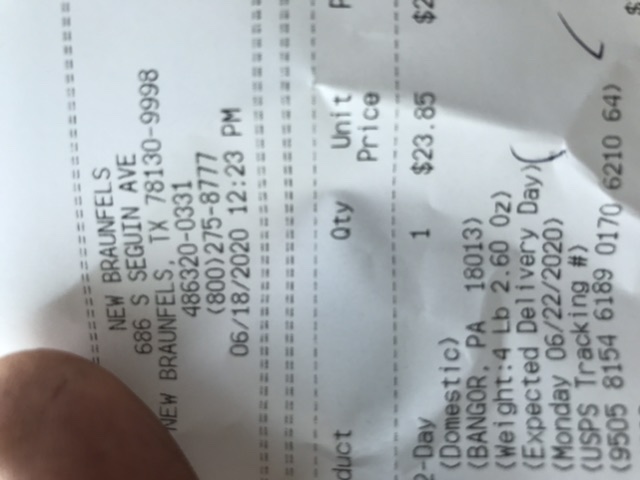 NEW BRAUNFELS
686 S SEGUIN AVE
NEW BRAUNFELS, TX 78130-9998
486320-0331
(800)275-8777
06/18/2020 12:23 PM
duct Qty Unit
Price
2-Day 1 $23.85 $2
(Domestic)
(BANGOR, PA 18013)
(Weight:4 Lb 2.60 Oz)
(Expected Delivery Day)
(Monday 06/22/2020)
(USPS Tracking #)
(9505 8154 6189 0170 6210 64)